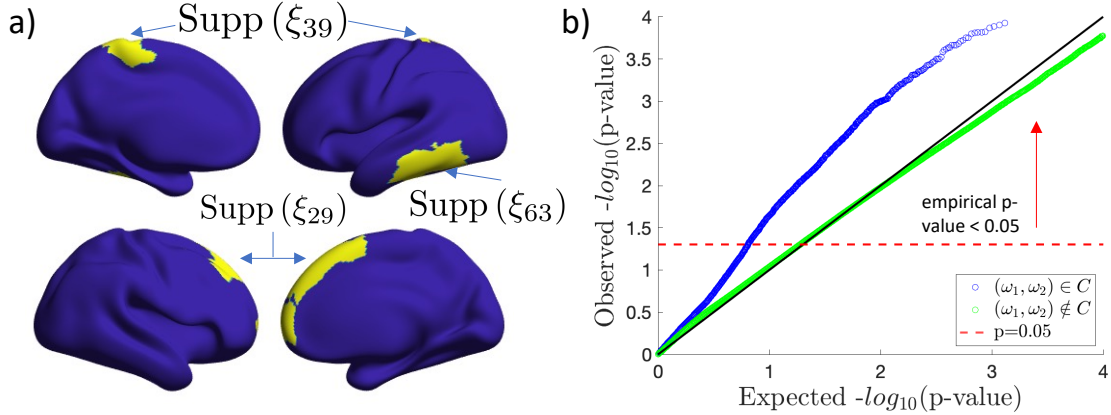 a)
Supp (ξ39)
Supp (ξ29)
Supp (ξ63)
b)
Observed -log10(p-value)
4
3.5
3
2.5
2
1.5
1
0.5
0
empirical p-
value < 0.05
(ω1, ω2) ∈ C
(ω1, ω2) ∉ C
p=0.05
0
1
2
3
4
Expected -log10(p-value)